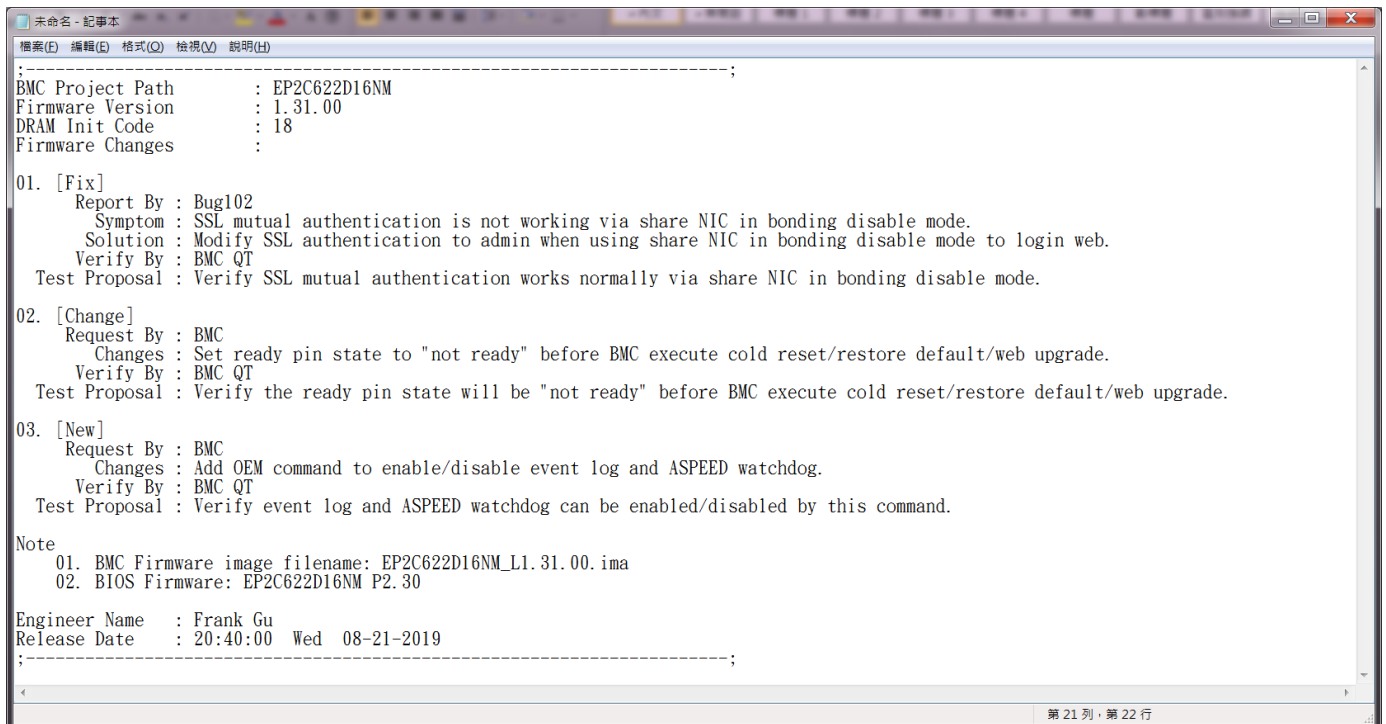 未命名 - 記事本
檔案(F) 編輯(E) 格式(O) 檢視(V) 說明(H)
;-----------------------------------------------------------------------;
BMC Project Path : EP2C622D16NM
Firmware Version : 1.31.00
DRAM Init Code : 18
Firmware Changes :
01. [Fix]
Report By : Bug102
Symptom : SSL mutual authentication is not working via share NIC in bonding disable mode.
Solution : Modify SSL authentication to admin when using share NIC in bonding disable mode to login web.
Verify By : BMC QT
Test Proposal : Verify SSL mutual authentication works normally via share NIC in bonding disable mode.
02. [Change]
Request By : BMC
Changes : Set ready pin state to "not ready" before BMC execute cold reset/restore default/web upgrade.
Verify By : BMC QT
Test Proposal : Verify the ready pin state will be "not ready" before BMC execute cold reset/restore default/web upgrade.
03. [New]
Request By : BMC
Changes : Add OEM command to enable/disable event log and ASPEED watchdog.
Verify By : BMC QT
Test Proposal : Verify event log and ASPEED watchdog can be enabled/disabled by this command.
Note
01. BMC Firmware image filename: EP2C622D16NM_L1.31.00.ima
02. BIOS Firmware: EP2C622D16NM P2.30
Engineer Name : Frank Gu
Release Date : 20:40:00 Wed 08-21-2019
;-----------------------------------------------------------------------;
第 21 列，第 22 行